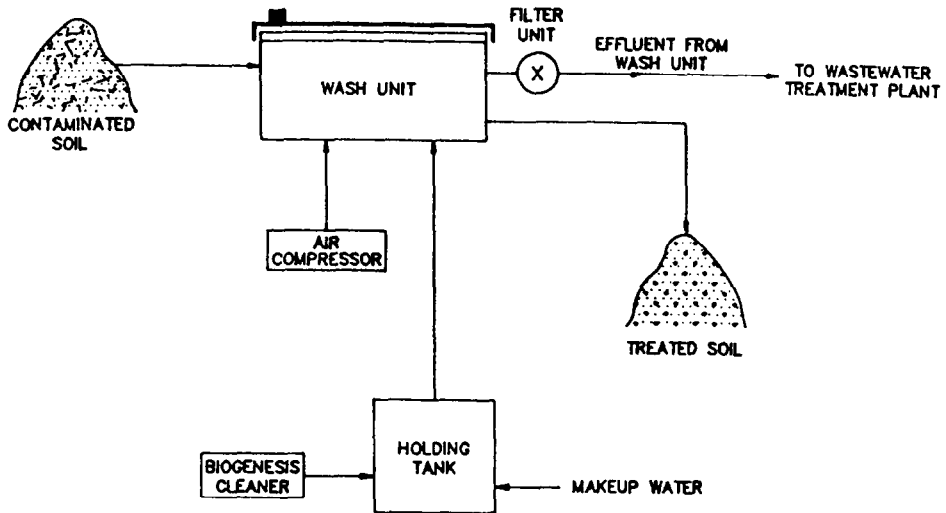 FILTER
UNIT
EFFLUENT FROM
WASH UNIT
TO WASTEWATER
TREATMENT PLANT
WASH UNIT
X
CONTAMINATED
SOIL
AIR
COMPRESSOR
TREATED SOIL
HOLDING
TANK
BIOGENESIS
CLEANER
MAKEUP WATER